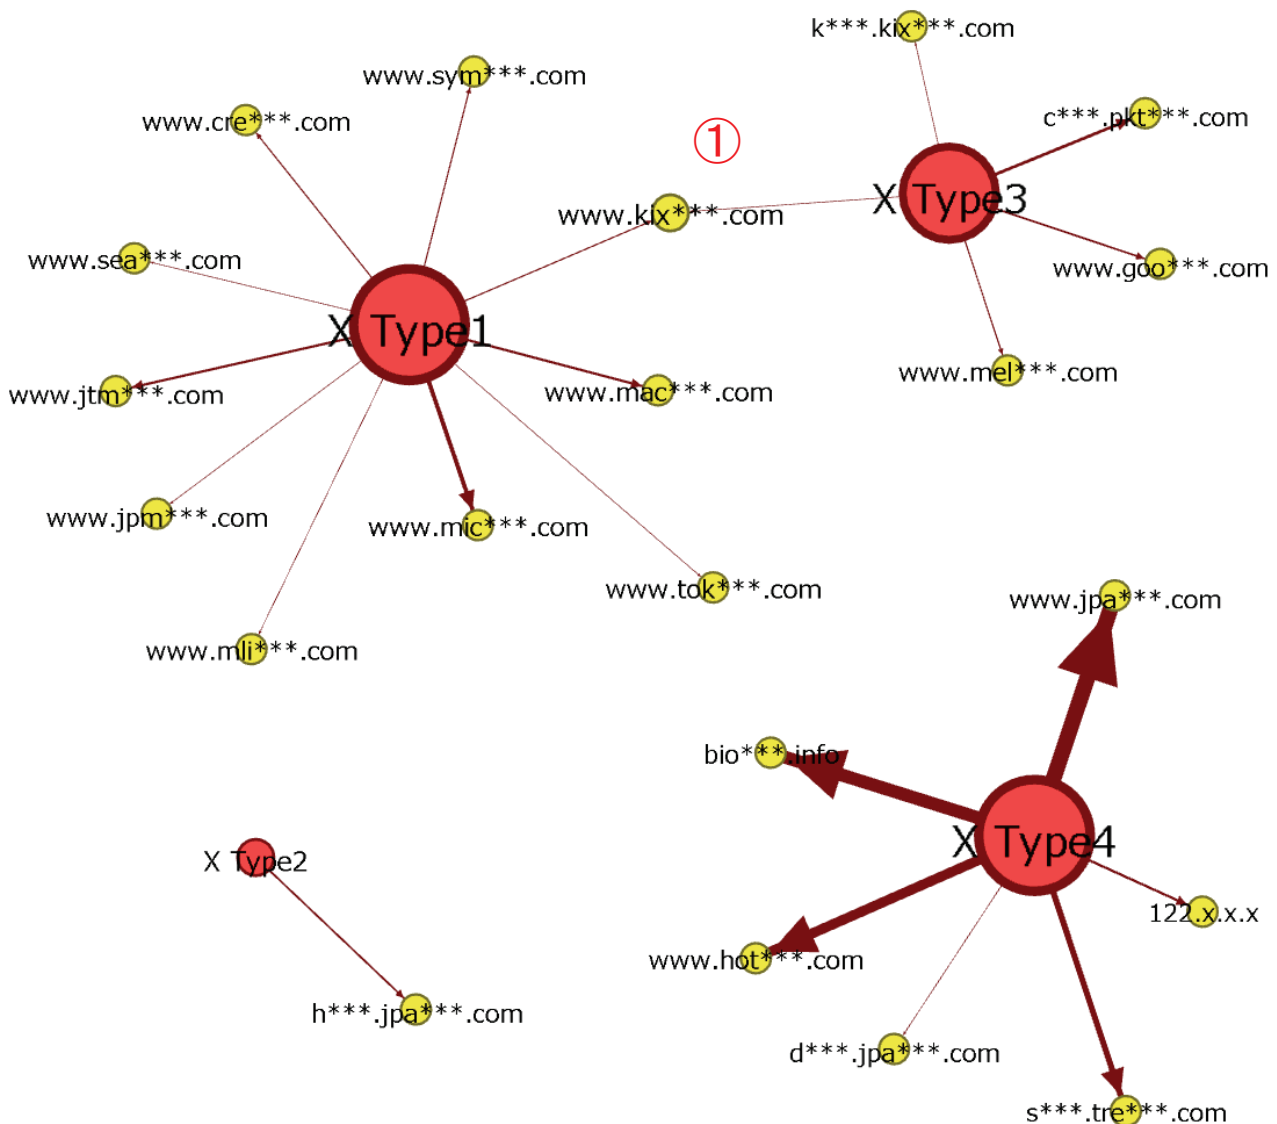 k***.kix***.com
www.sym***.com
www.cre***.com
c***.pkt***.com
①
X Type3
www.kix***.com
www.sea***.com
www.goo***.com
X Type1
www.mel***.com
www.jtm***.com
www.mac***.com
www.jpm***.com
www.mic***.com
www.tok***.com
www.jpa***.com
www.mli***.com
bio***.info
X Type4
X Type2
122.x.x.x
www.hot***.com
h***.jpa***.com
d***.jpa***.com
s***.tre***.com